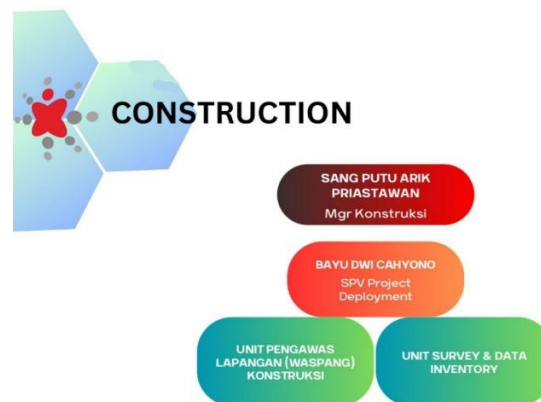 CONSTRUCTION
SANG PUTU ARIK
PRIASTAWAN
Mgr Konstruksi
BAYU DWI CAHYONO
SPV Project
Deployment
UNIT PENGAWAS
LAPANGAN (WASPANG)
KONSTRUKSI
UNIT SURVEY & DATA
INVENTORY